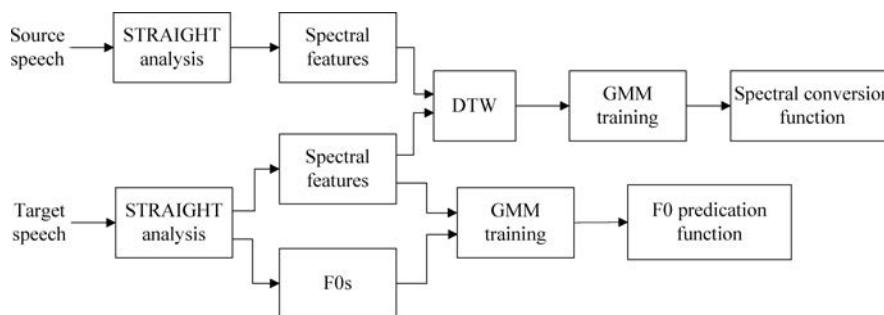 Source
speech
STRAIGHT
analysis
Spectral
features
DTW
GMM
training
Spectral conversion
function
Target
speech
STRAIGHT
analysis
Spectral
features
F0s
GMM
training
F0 predication
function